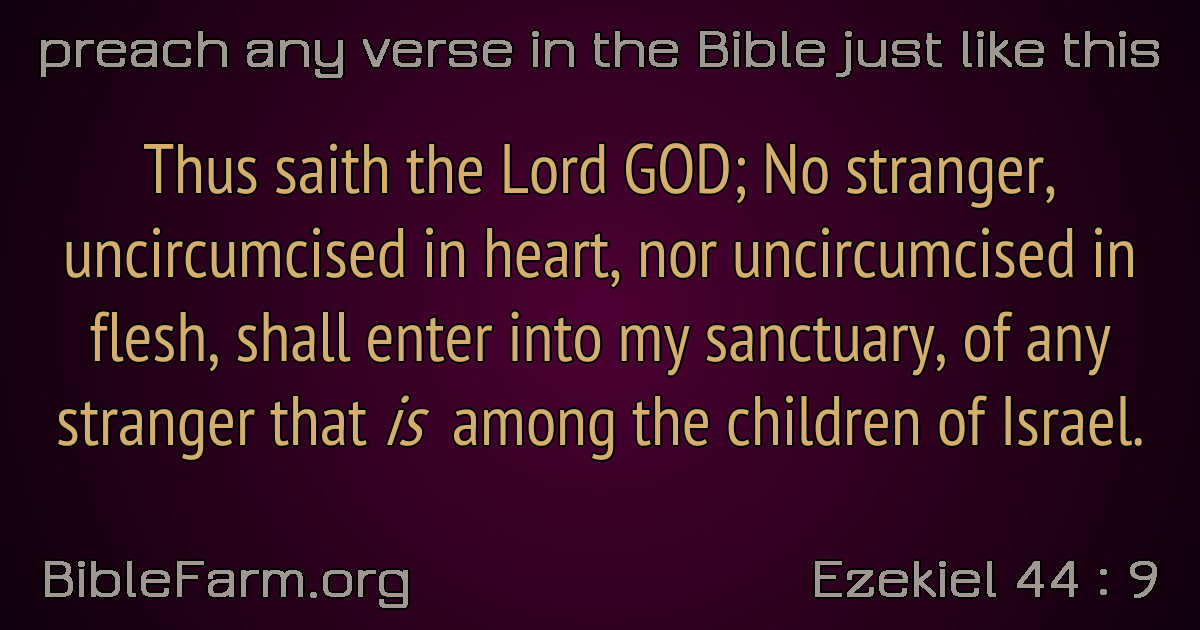 preach any verse in the Bible just like this
Thus saith the Lord GOD; No stranger,
uncircumcised in heart, nor uncircumcised in
flesh, shall enter into my sanctuary, of any
stranger that is among the children of Israel.
BibleFarm.org
Ezekiel 44 : 9